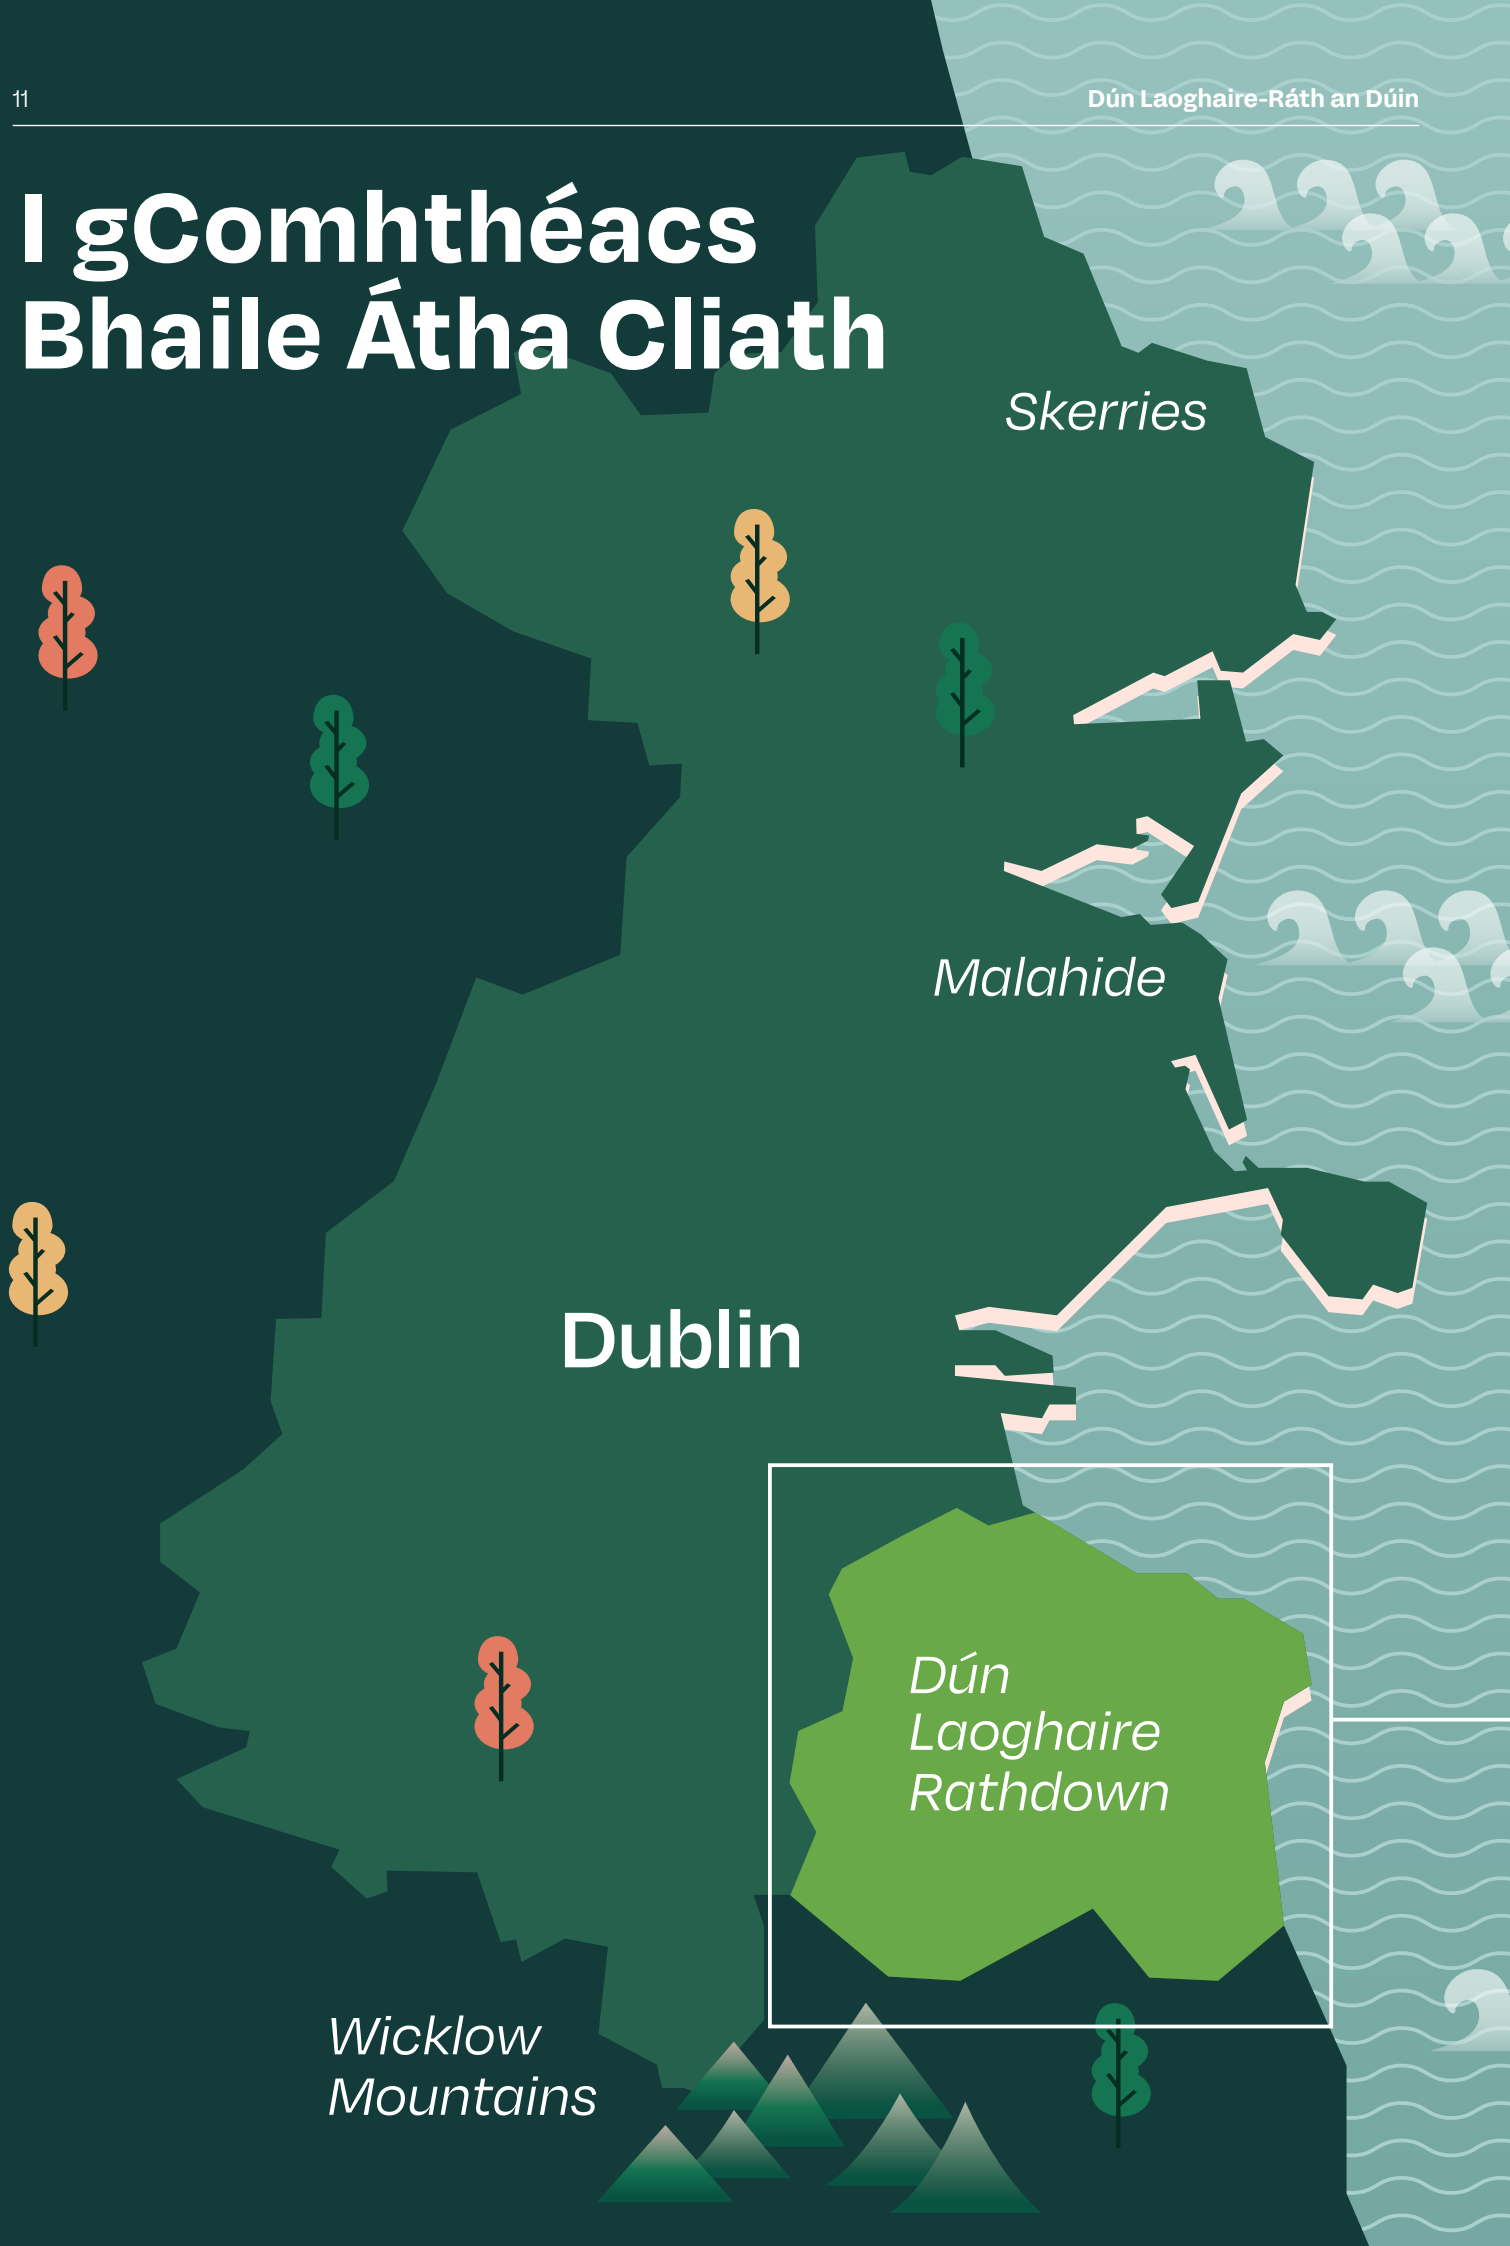 11
Dún Laoghaire-Ráth an Dúin
I gComhthéacs
Bhaile Átha Cliath
Skerries
Malahide
Dublin
Dún
Laoghaire
Rathdown
Wicklow
Mountains